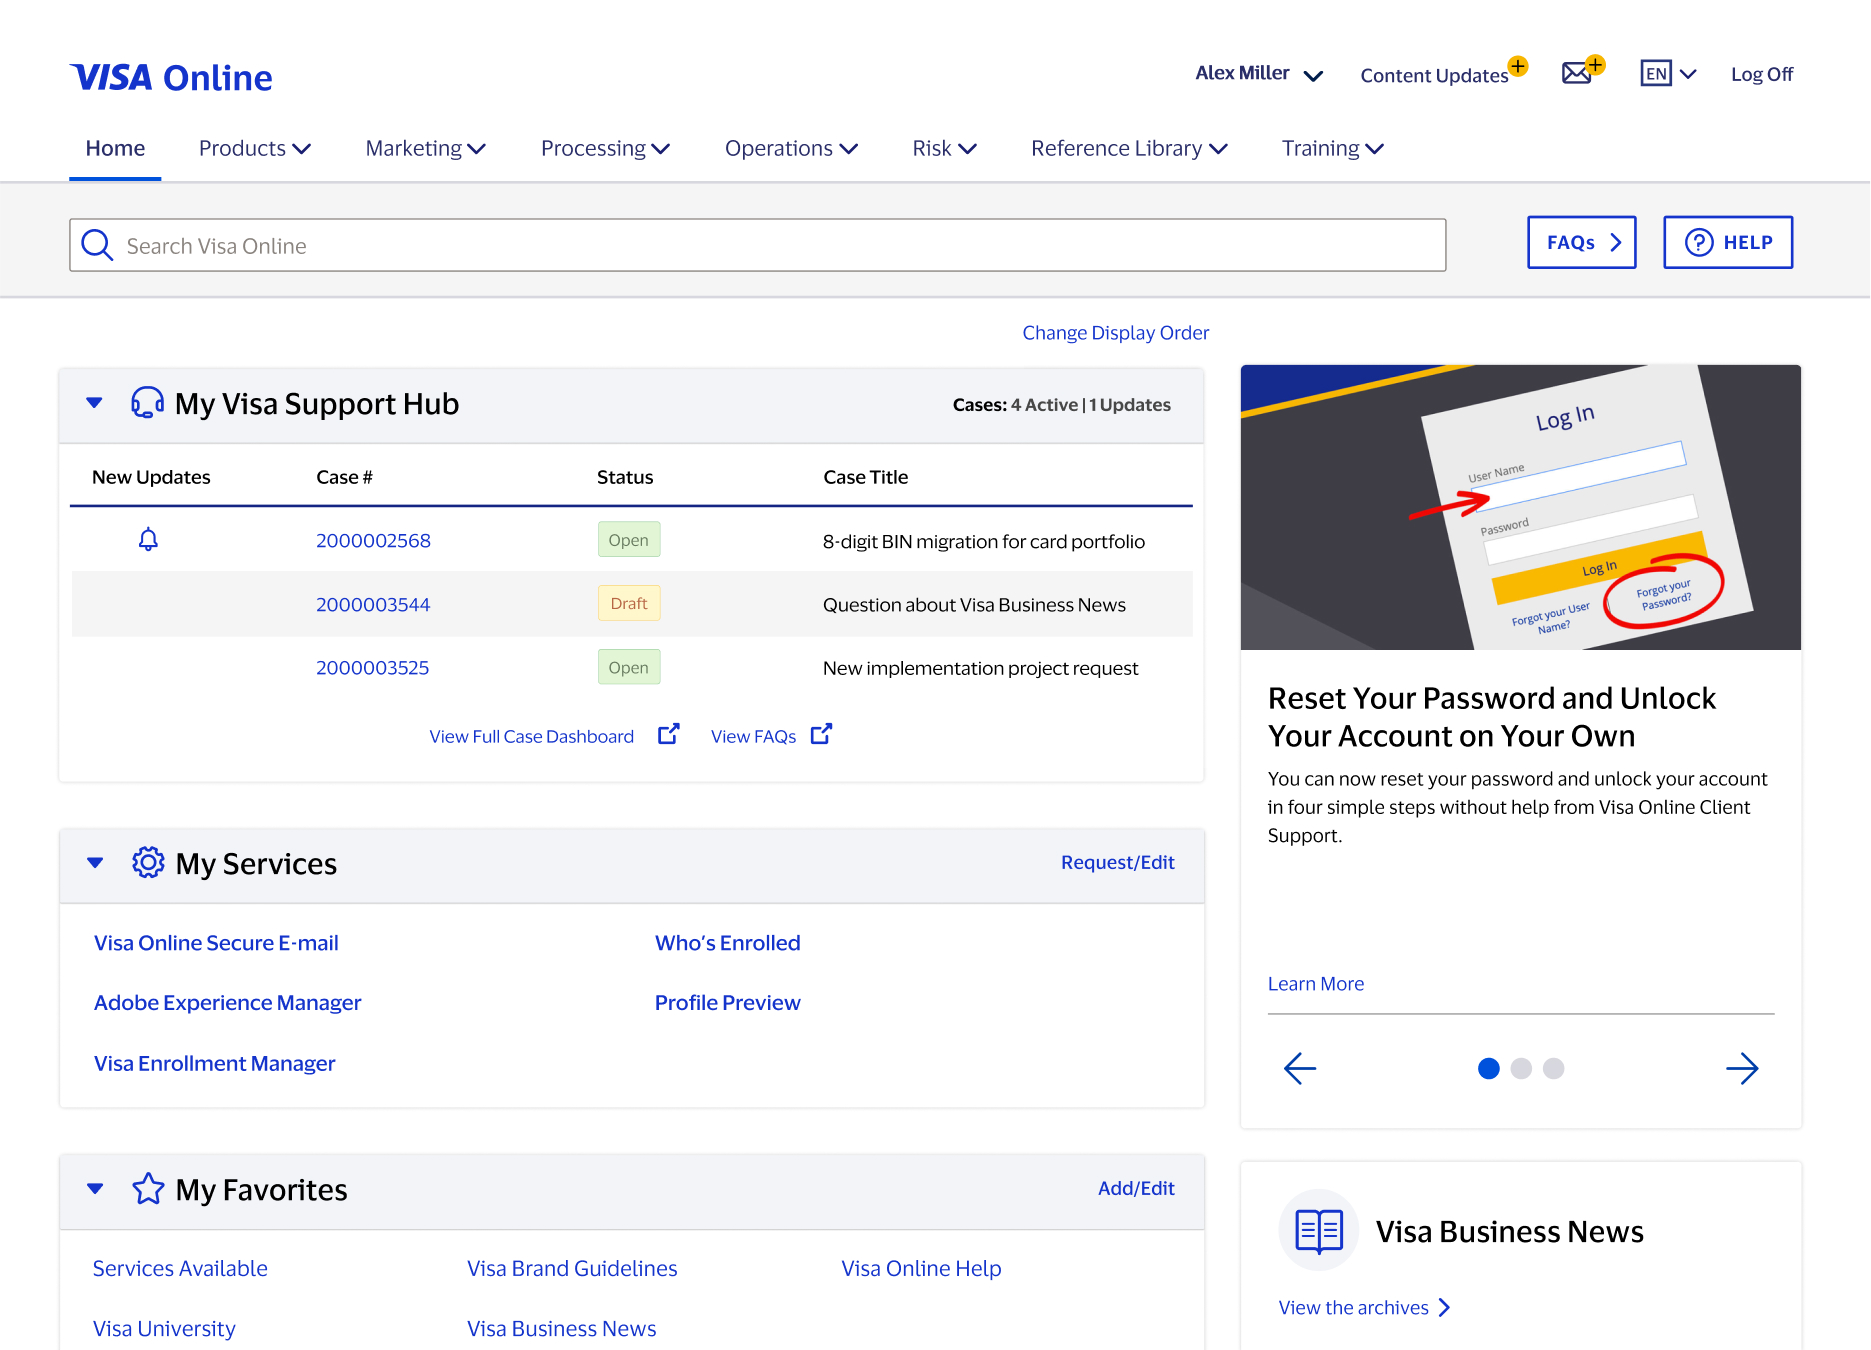 VISA Online
Alex Miller
Content Updates
EN
Log Off
Home
Products
Marketing
Processing
Operations
Risk
Reference Library
Training
Search Visa Online
FAQs
HELP
Change Display Order
My Visa Support Hub
Cases: 4 Active | 1 Updates
New Updates Case # Status Case Title
2000002568 Open 8-digit BIN migration for card portfolio
2000003544 Draft Question about Visa Business News
2000003525 Open New implementation project request
View Full Case Dashboard
View FAQs
My Services
Request/Edit
Visa Online Secure E-mail
Who's Enrolled
Adobe Experience Manager
Profile Preview
Visa Enrollment Manager
My Favorites
Add/Edit
Services Available
Visa Brand Guidelines
Visa Online Help
Visa University
Visa Business News
Log In
User Name
Password
Log In
Forgot your User
Name?
Forgot your
Password?
Reset Your Password and Unlock
Your Account on Your Own
You can now reset your password and unlock your account
in four simple steps without help from Visa Online Client
Support.
Learn More
Visa Business News
View the archives